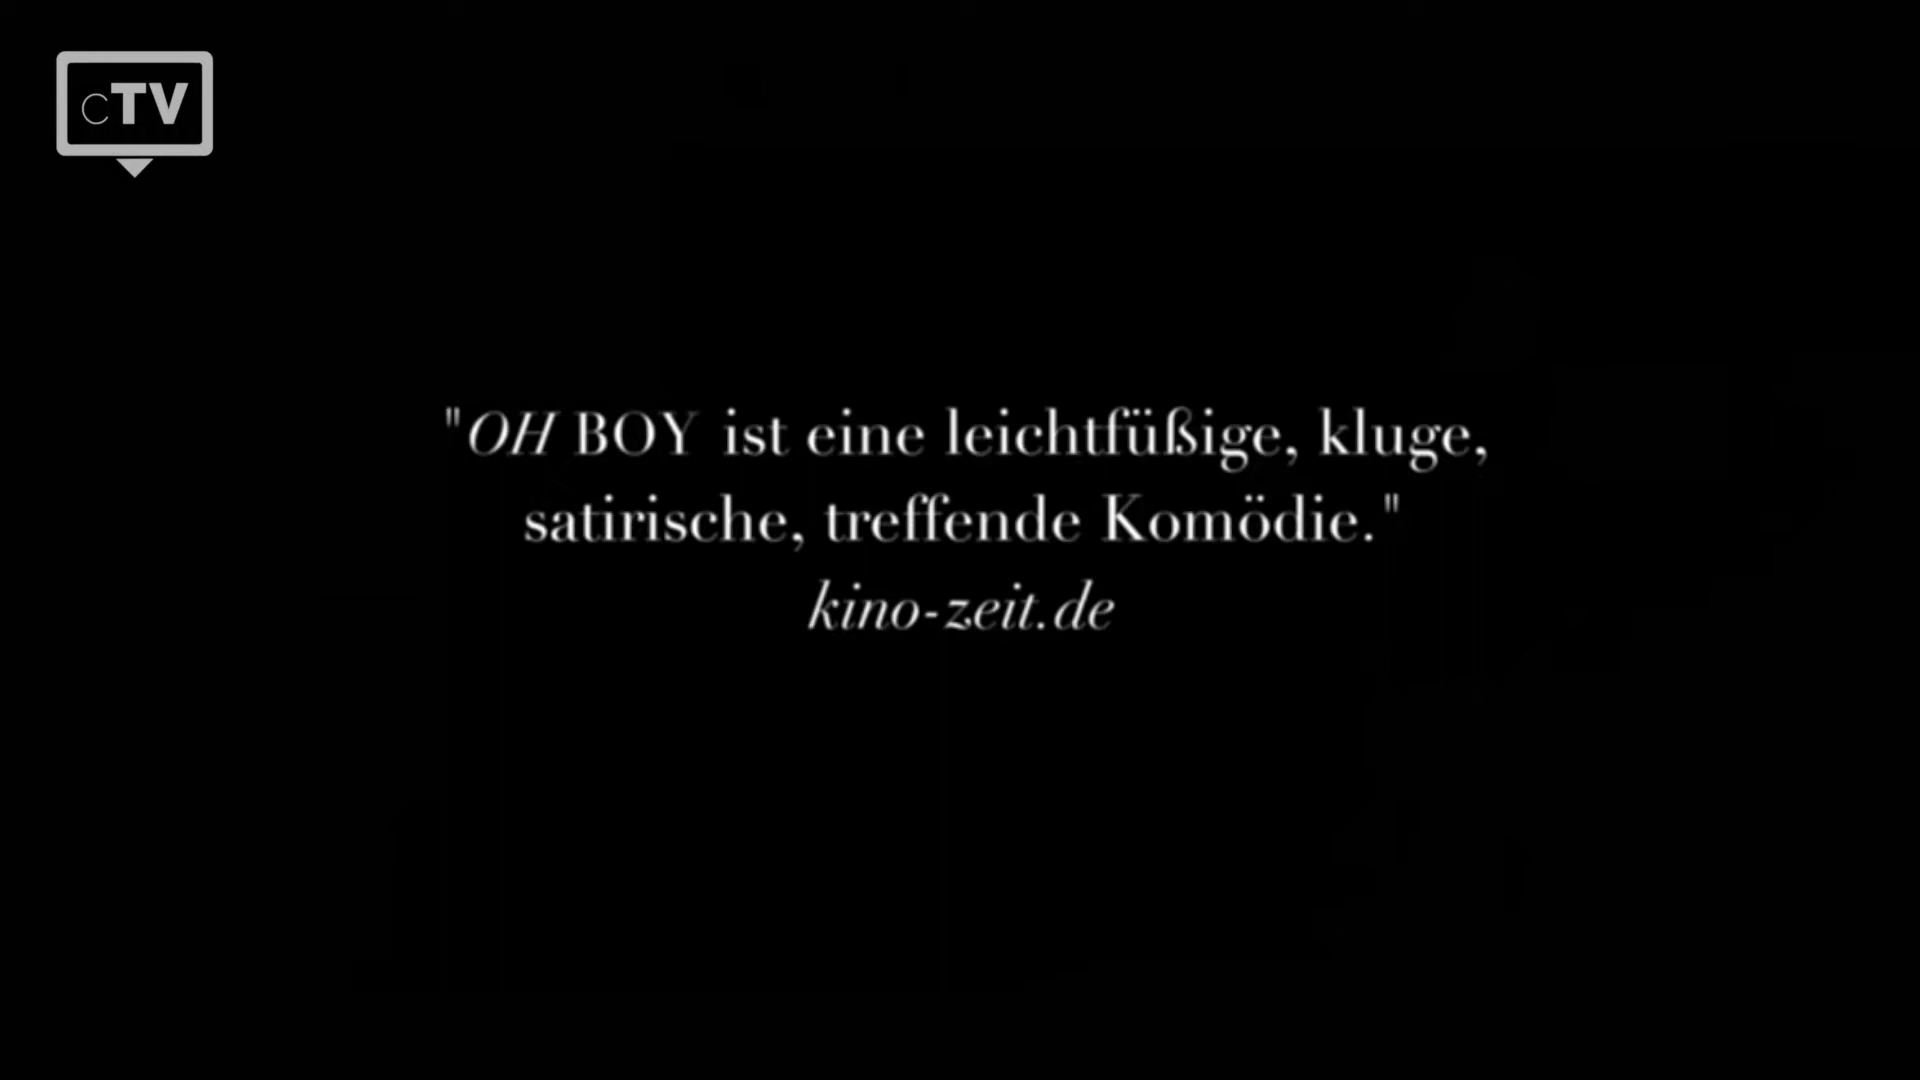 cTV
"OH BOY ist eine leichtfüßige, kluge,
satirische, treffende Komödie."
kino-zeit.de